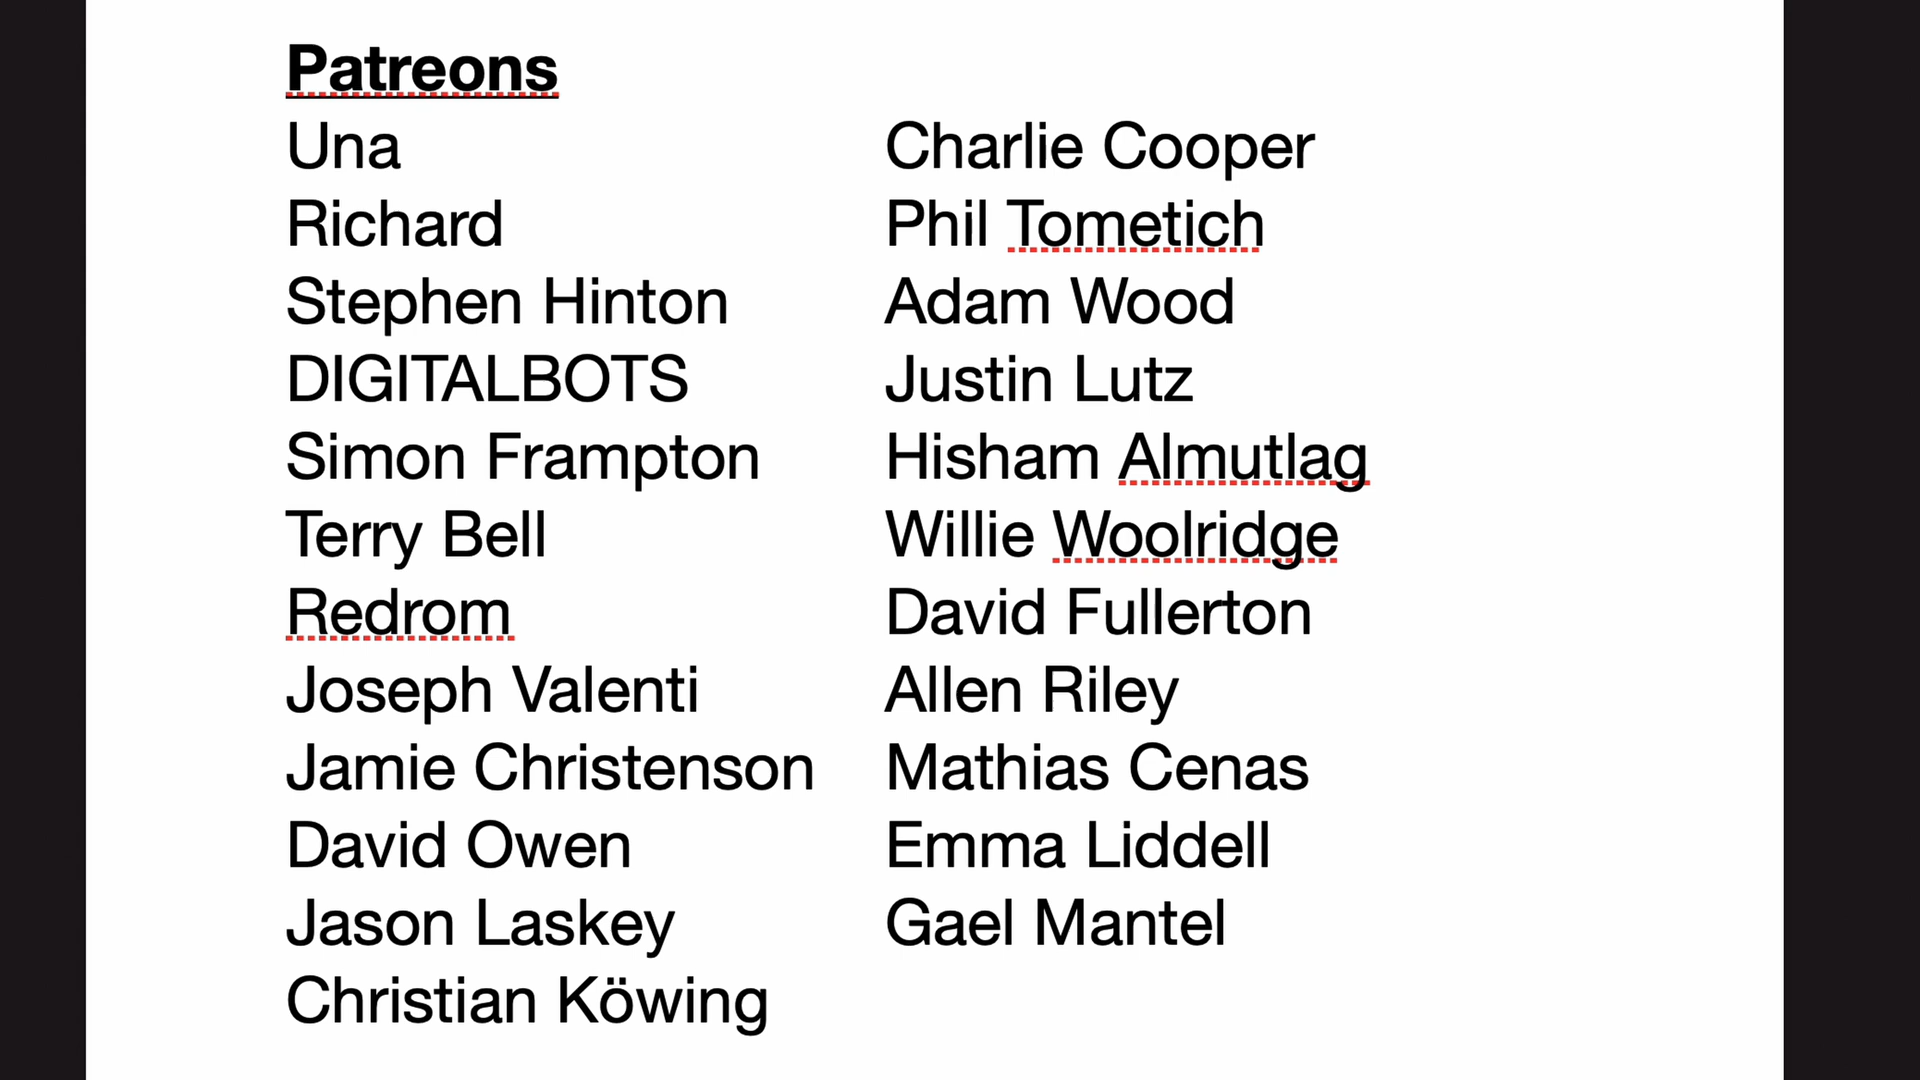 Patreons
Una
Richard
Stephen Hinton
DIGITALBOTS
Simon Frampton
Terry Bell
Redrom
Joseph Valenti
Jamie Christenson
David Owen
Jason Laskey
Christian Köwing
Charlie Cooper
Phil Tometich
Adam Wood
Justin Lutz
Hisham Almutlag
Willie Woolridge
David Fullerton
Allen Riley
Mathias Cenas
Emma Liddell
Gael Mantel